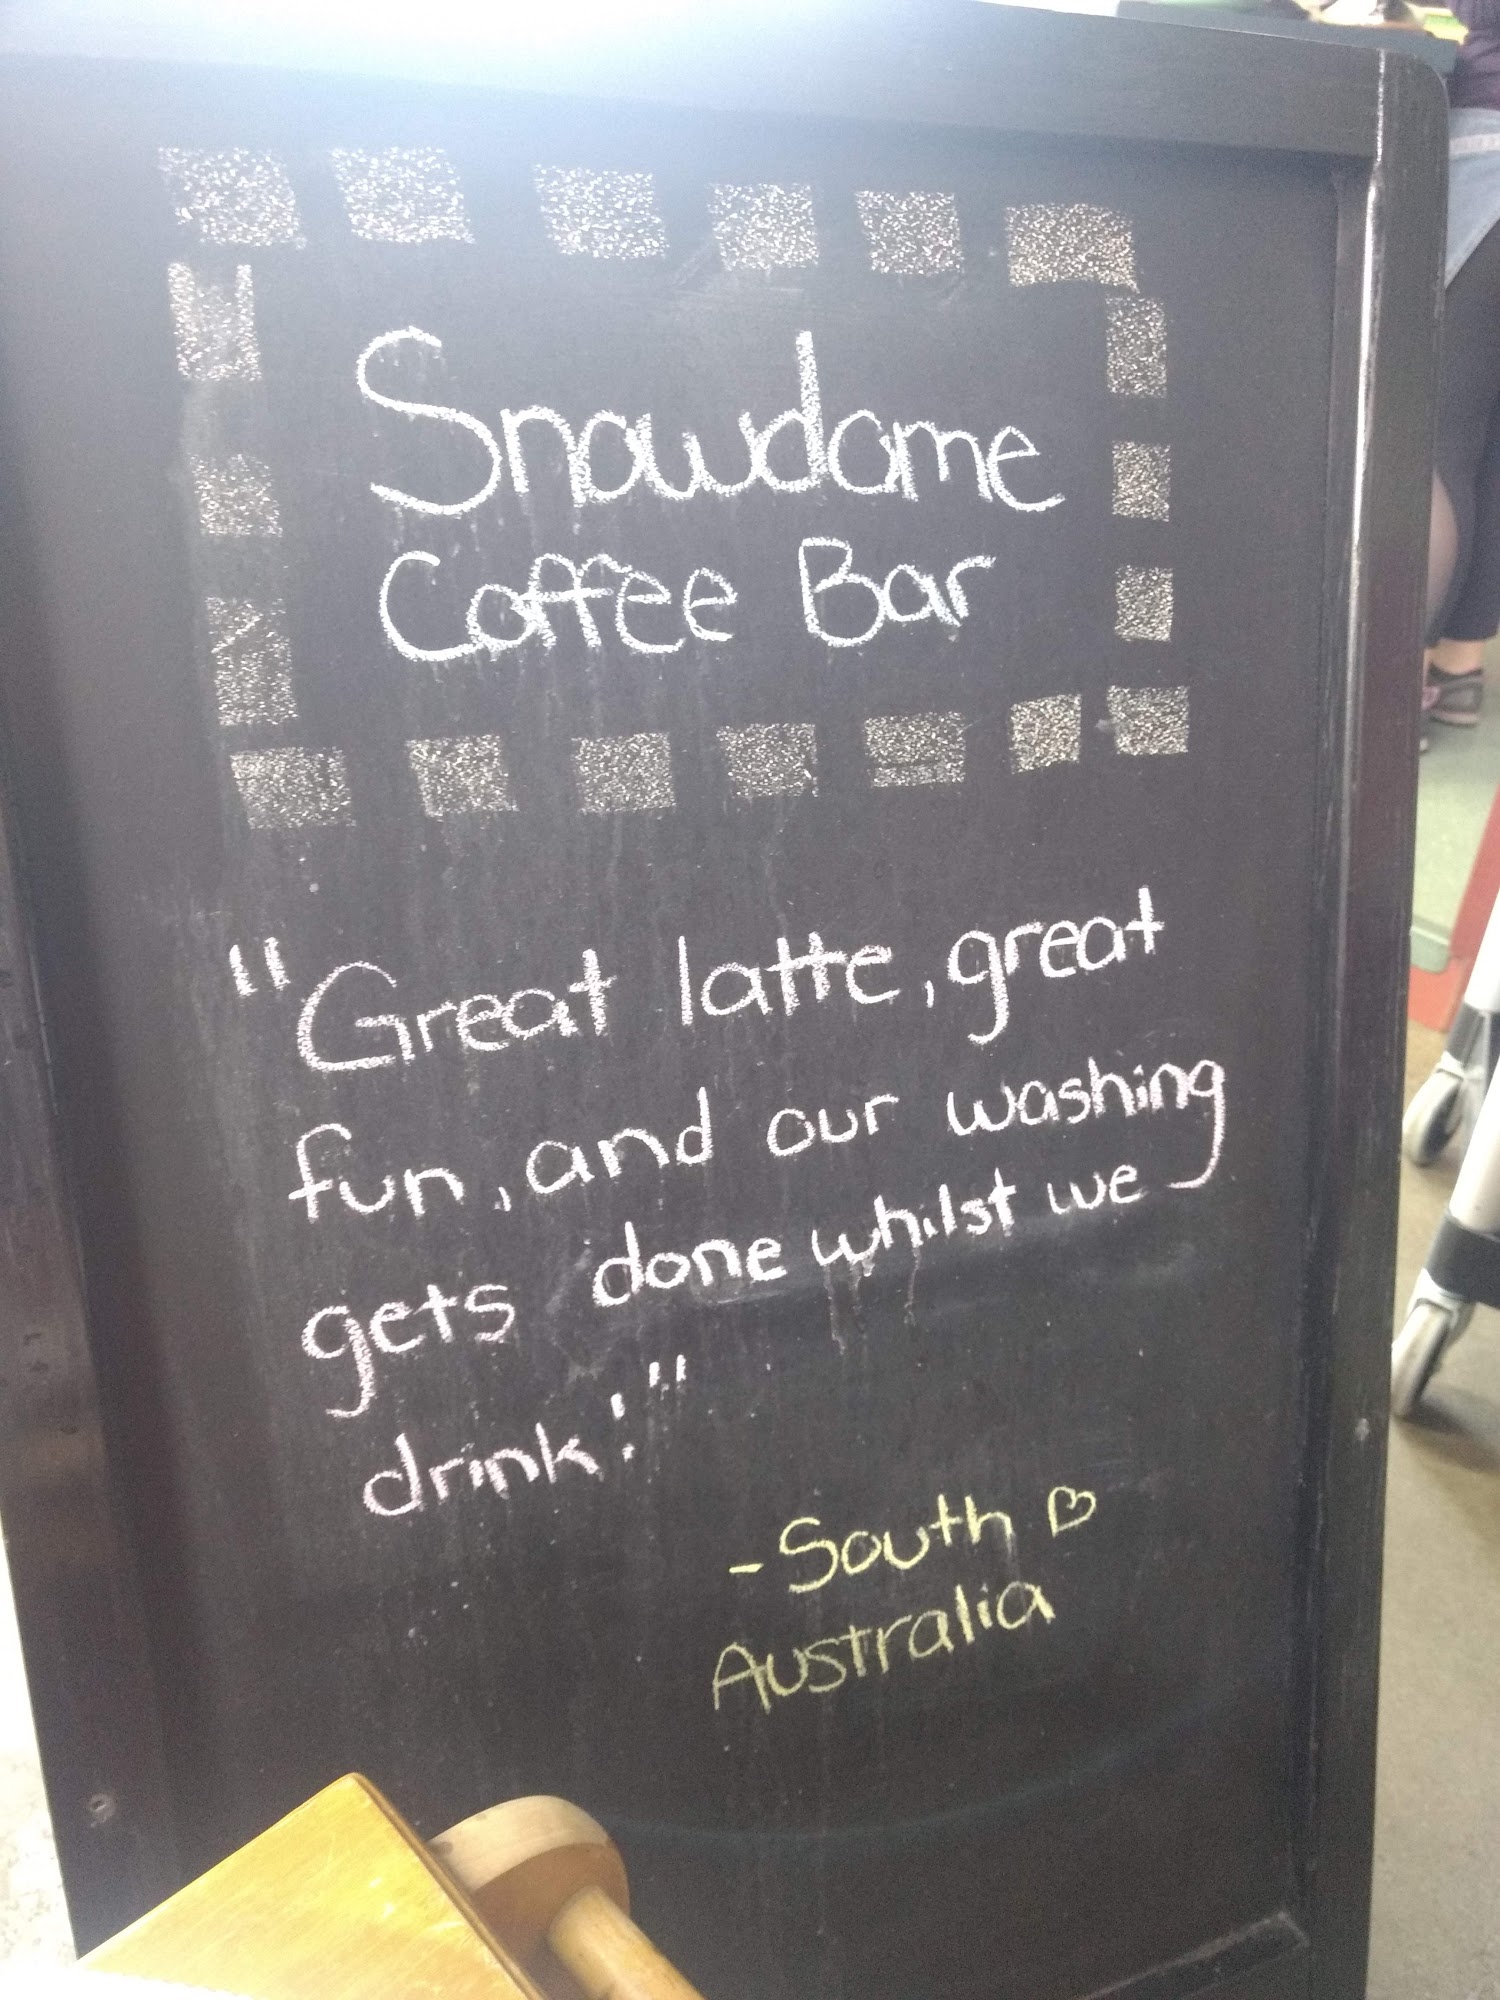 Snowdome
Coffee Bar
"Great latte, great
fun, and our washing
gets done whilst we
drink!"
- South
Australia